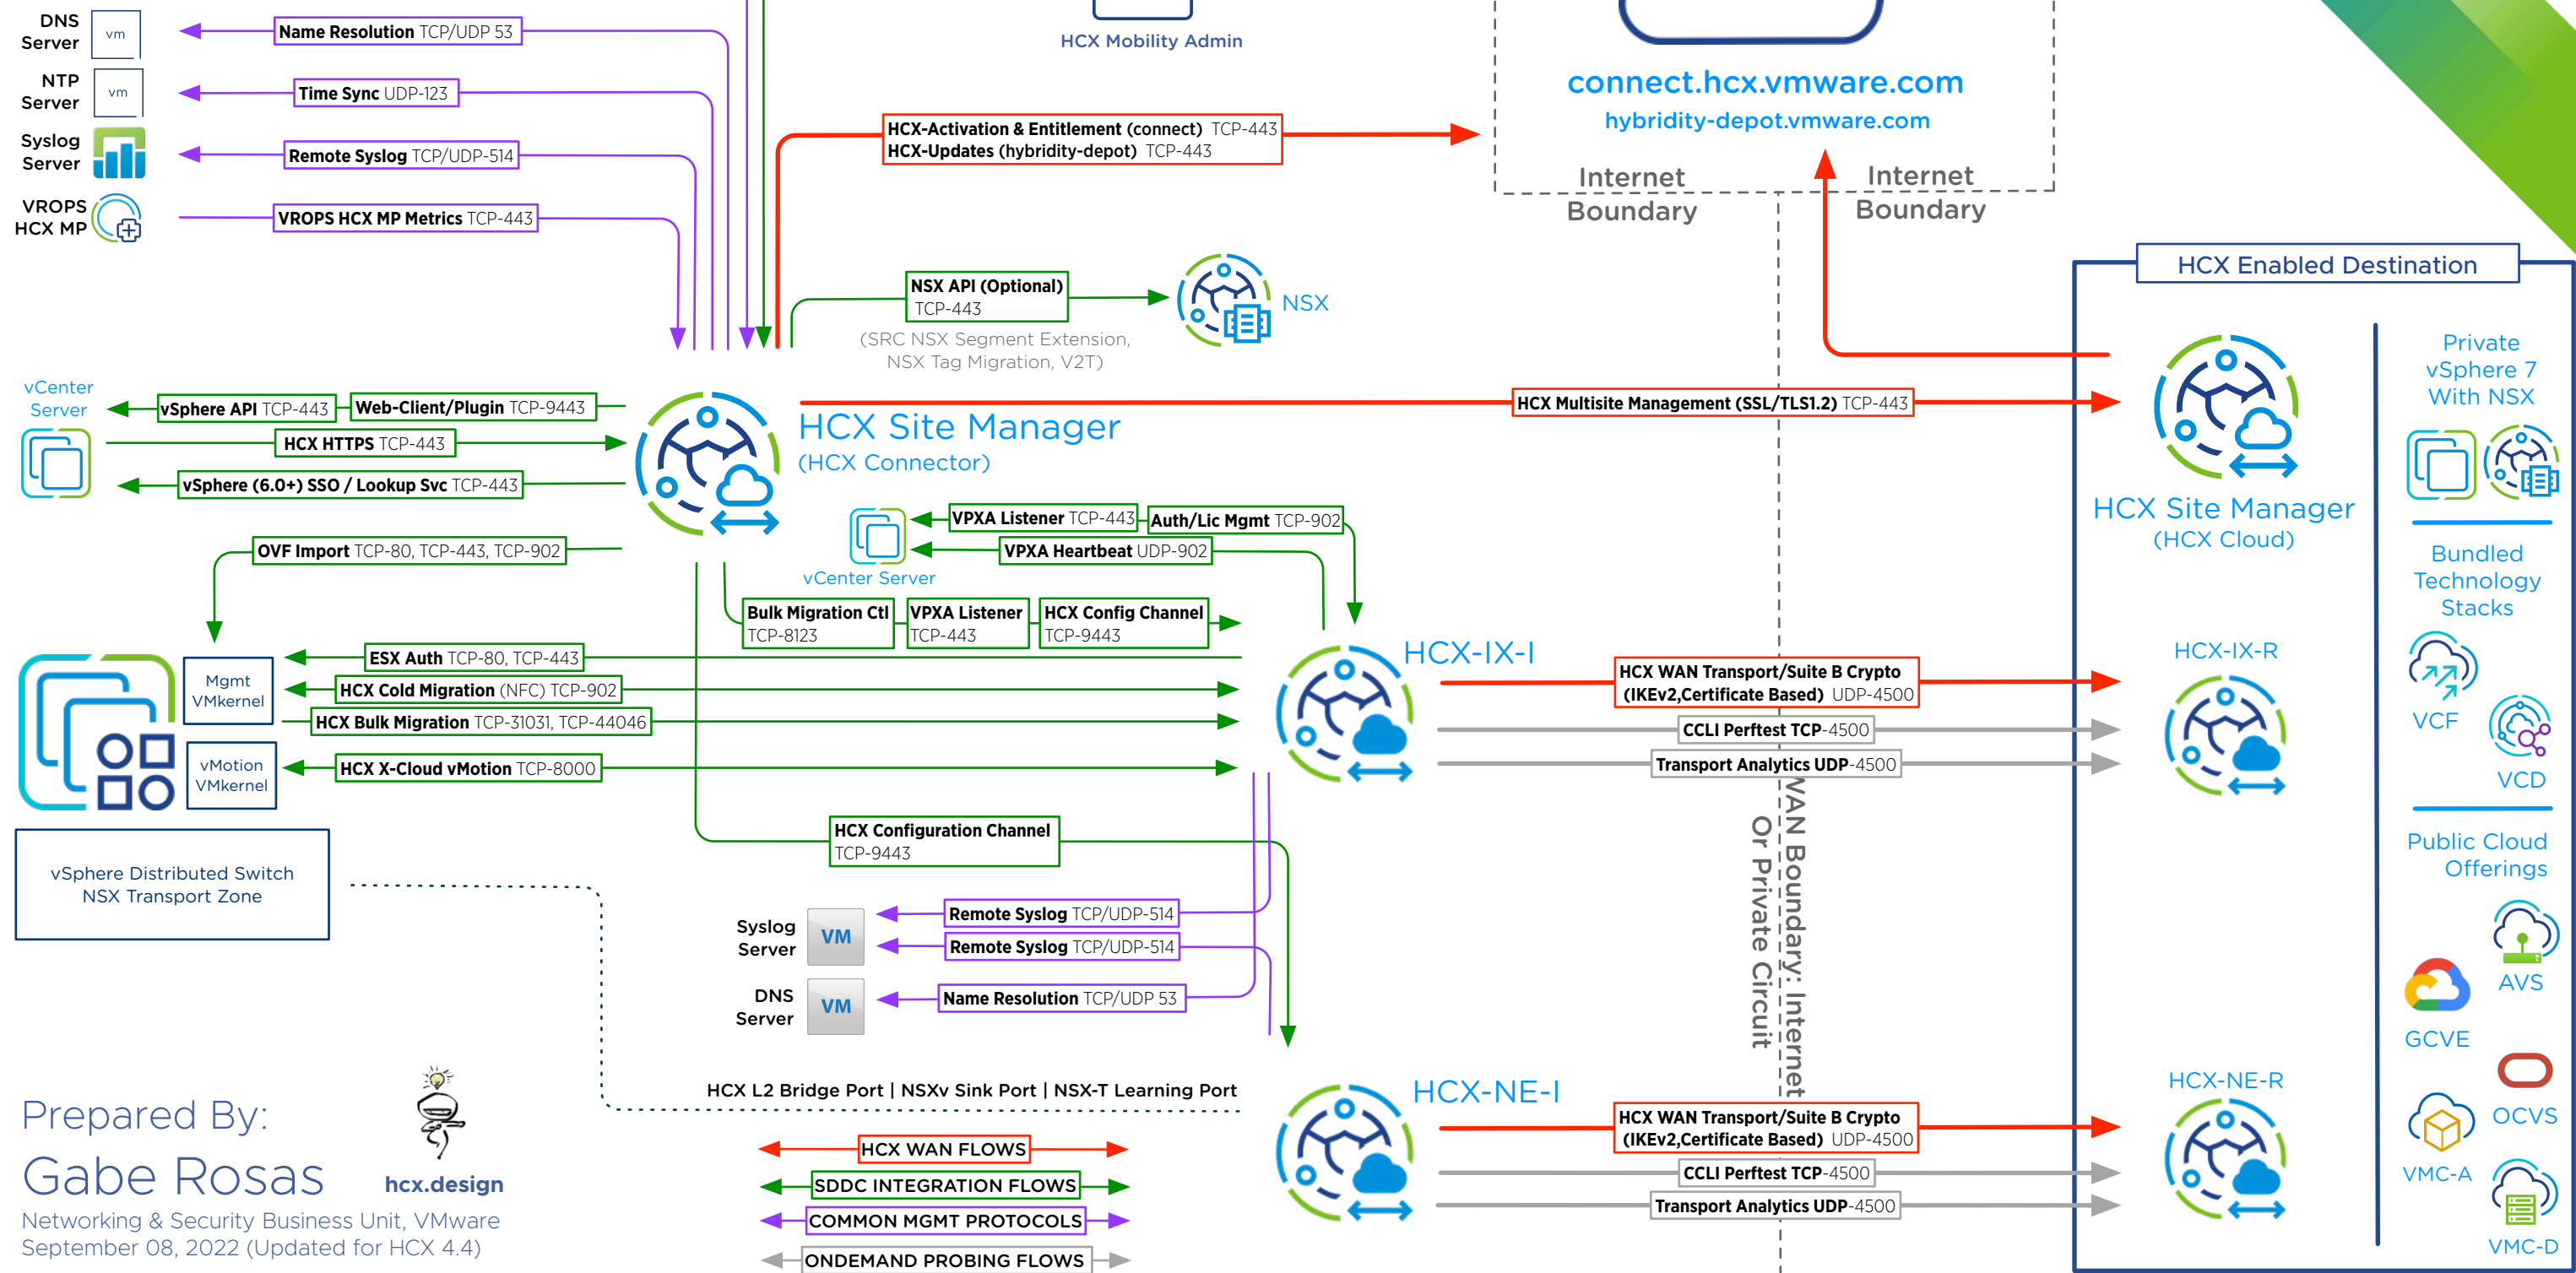 DNS
Server
vm
Name Resolution TCP/UDP 53
NTP
Server
vm
Time Sync UDP-123
Syslog
Server
Remote Syslog TCP/UDP-514
VROPS
HCX MP
VROPS HCX MP Metrics TCP-443
HCX Mobility Admin
HCX-Activation & Entitlement (connect) TCP-443
HCX-Updates (hybridity-depot) TCP-443
connect.hcx.vmware.com
hybridity-depot.vmware.com
Internet
Boundary
Internet
Boundary
NSX API (Optional)
TCP-443
NSX
(SRC NSX Segment Extension,
NSX Tag Migration, V2T)
vCenter
Server
vSphere API TCP-443
Web-Client/Plugin TCP-9443
HCX HTTPS TCP-443
vSphere (6.0+) SSO / Lookup Svc TCP-443
HCX Site Manager
(HCX Connector)
HCX Multisite Management (SSL/TLS1.2) TCP-443
OVF Import TCP-80, TCP-443, TCP-902
vCenter Server
VPXA Listener TCP-443
Auth/Lic Mgmt TCP-902
VPXA Heartbeat UDP-902
Bulk Migration Ctl
TCP-8123
VPXA Listener
TCP-443
HCX Config Channel
TCP-9443
Mgmt
VMkernel
vMotion
VMkernel
ESX Auth TCP-80, TCP-443
HCX Cold Migration (NFC) TCP-902
HCX Bulk Migration TCP-31031, TCP-44046
HCX X-Cloud vMotion TCP-8000
HCX-IX-I
HCX WAN Transport/Suite B Crypto
(IKEv2,Certificate Based) UDP-4500
CCLI Perftest TCP-4500
Transport Analytics UDP-4500
WAN Boundary: Internet
Or Private Circuit
HCX Configuration Channel
TCP-9443
vSphere Distributed Switch
NSX Transport Zone
Syslog
Server
VM
Remote Syslog TCP/UDP-514
Remote Syslog TCP/UDP-514
DNS
Server
VM
Name Resolution TCP/UDP 53
HCX L2 Bridge Port | NSXv Sink Port | NSX-T Learning Port
HCX-NE-I
HCX WAN Transport/Suite B Crypto
(IKEv2,Certificate Based) UDP-4500
CCLI Perftest TCP-4500
Transport Analytics UDP-4500
HCX WAN FLOWS
SDDC INTEGRATION FLOWS
COMMON MGMT PROTOCOLS
ONDEMAND PROBING FLOWS
Prepared By:
Gabe Rosas
hcx.design
Networking & Security Business Unit, VMware
September 08, 2022 (Updated for HCX 4.4)
HCX Enabled Destination
HCX Site Manager
(HCX Cloud)
HCX-IX-R
HCX-NE-R
Private
vSphere 7
With NSX
Bundled
Technology
Stacks
VCF
VCD
Public Cloud
Offerings
AVS
GCVE
OCVS
VMC-A
VMC-D